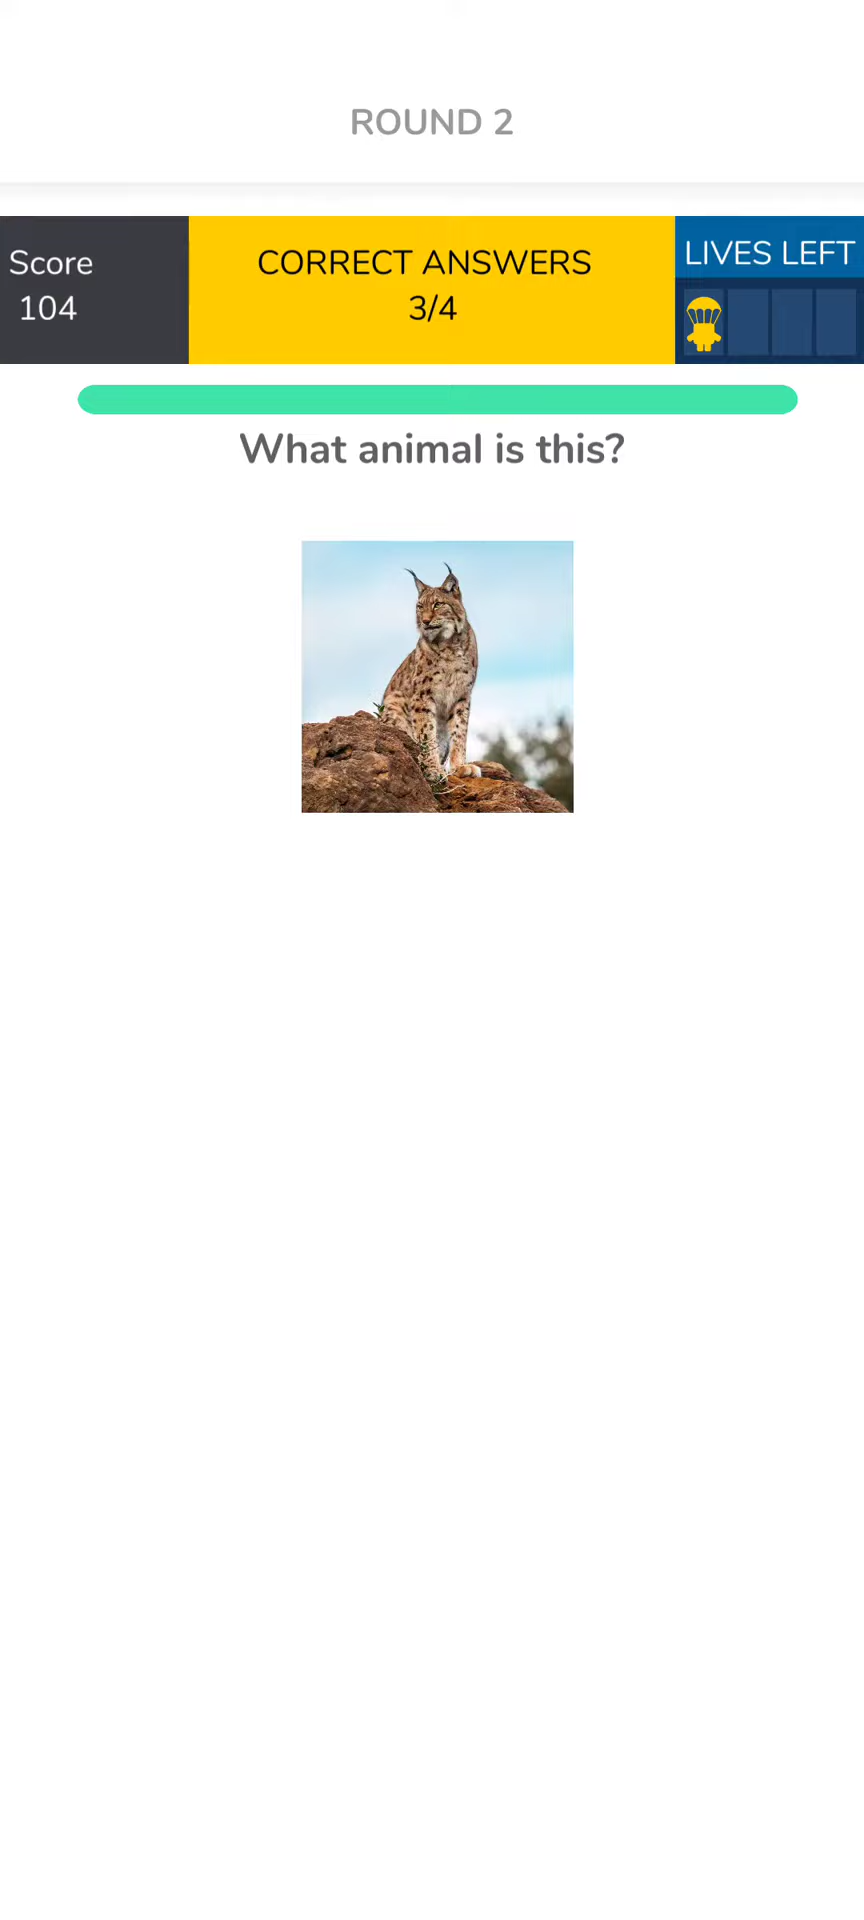 ROUND 2
Score
104
CORRECT ANSWERS
3/4
LIVES LEFT
What animal is this?